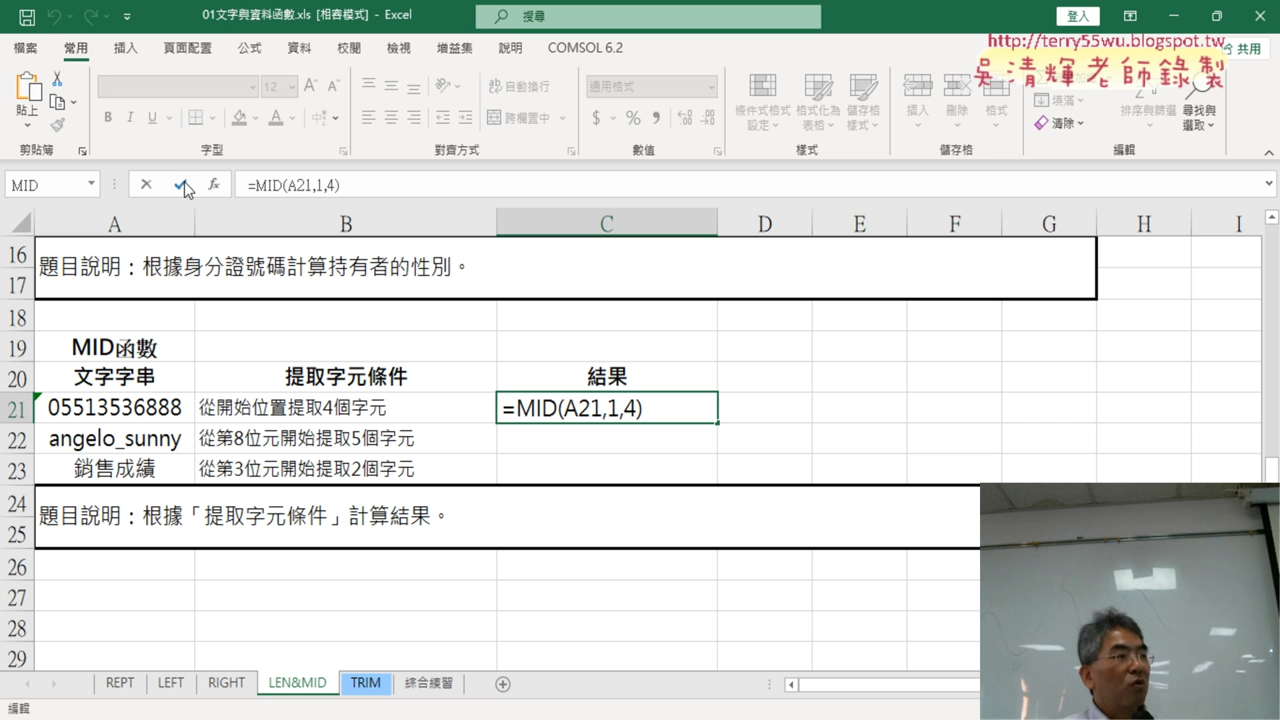 01文字與資料函數.xls [相容模式] - Excel
搜尋
登入
檔案 常用 插入 頁面配置 公式 資料 校閱 檢視 增益集 說明 COMSOL 6.2
共用
http://terry55wu.blogspot.tw
吳清輝老師錄製
貼上
12
自動換行
跨欄置中
通用格式
條件式格式設定
格式化為表格
儲存格樣式
插入
刪除
格式
填滿
清除
排序與篩選
尋找與選取
剪貼簿 字型 對齊方式 數值 樣式 儲存格 編輯
MID
=MID(A21,1,4)
A B C D E F G H I
16
題目說明：根據身分證號碼計算持有者的性別。
17
18
19 MID函數
20 文字字串 提取字元條件 結果
21 05513536888 從開始位置提取4個字元 =MID(A21,1,4)
22 angelo_sunny 從第8位元開始提取5個字元
23 銷售成績 從第3位元開始提取2個字元
24
題目說明：根據「提取字元條件」計算結果。
25
26
27
28
29
REPT LEFT RIGHT LEN&MID TRIM 綜合練習
編輯